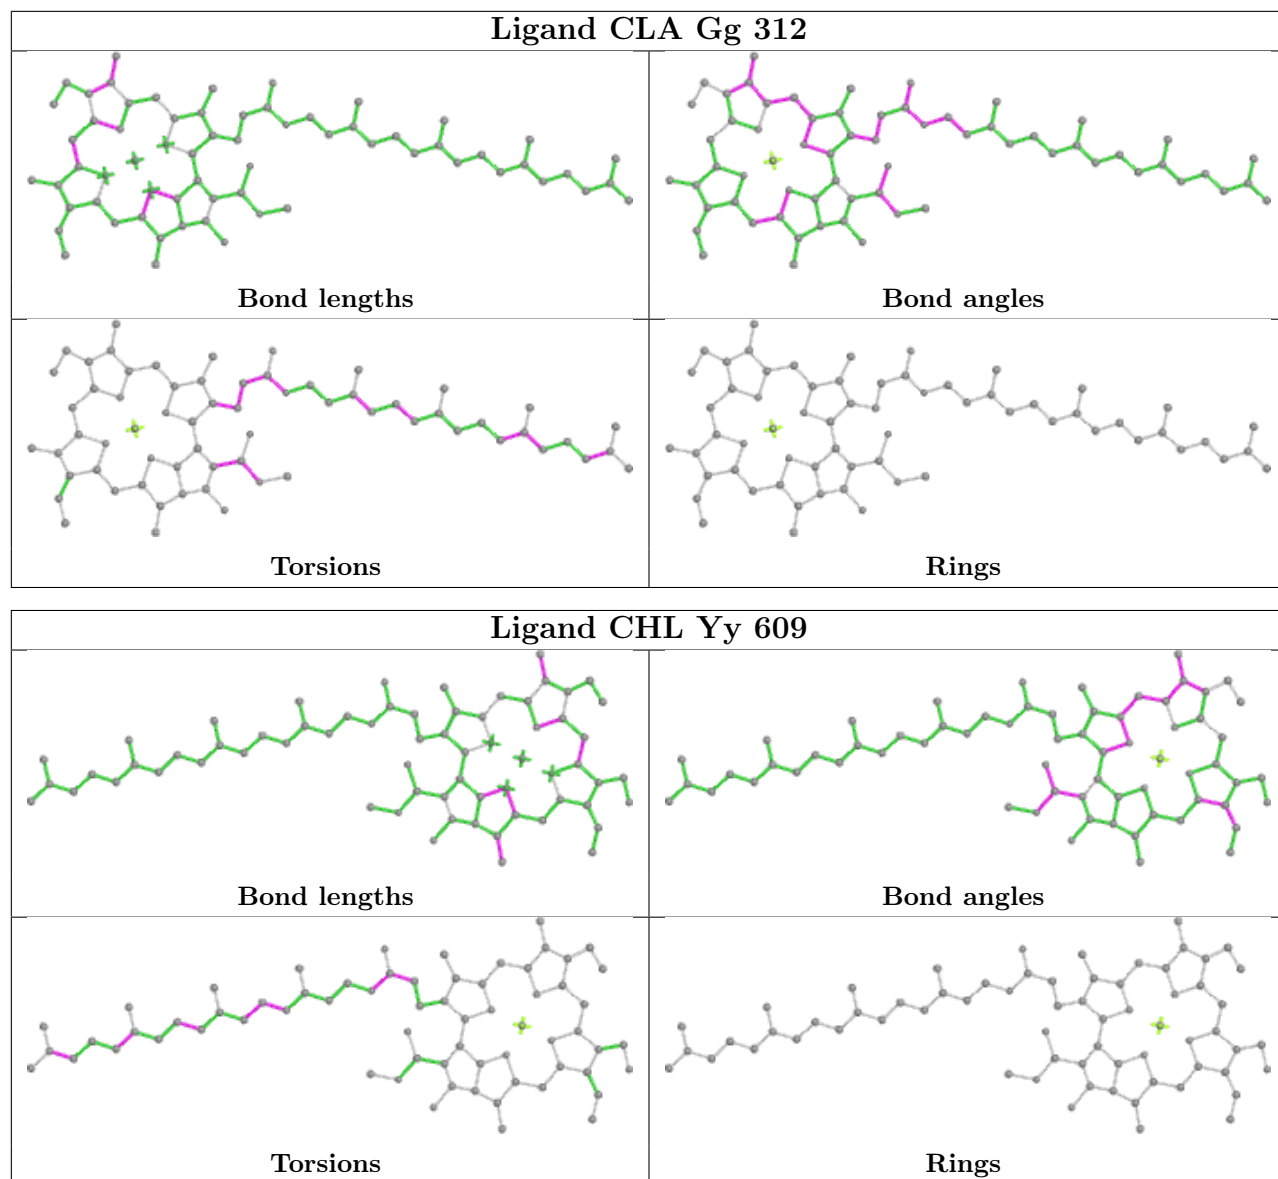 Ligand CLA Gg 312
Bond lengths
Bond angles
Torsions
Rings
Ligand CHL Yy 609
Bond lengths
Bond angles
Torsions
Rings